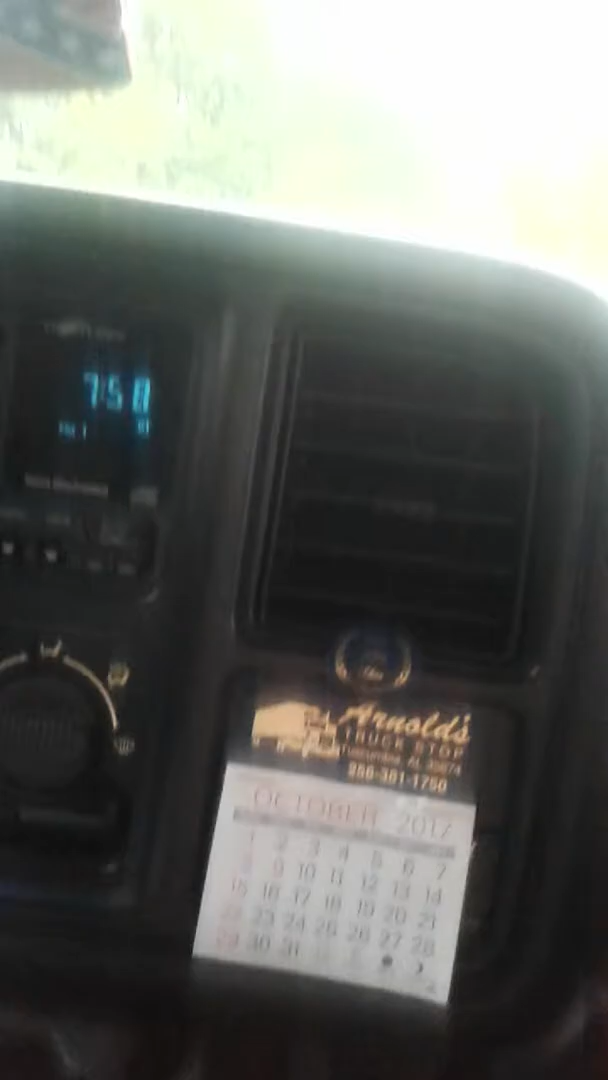 7:58
Arnold's
TRUCK STOP
256-381-1750
OCTOBER 2017
1 2 3 4 5 6 7
8 9 10 11 12 13 14
15 16 17 18 19 20 21
22 23 24 25 26 27 28
29 30 31